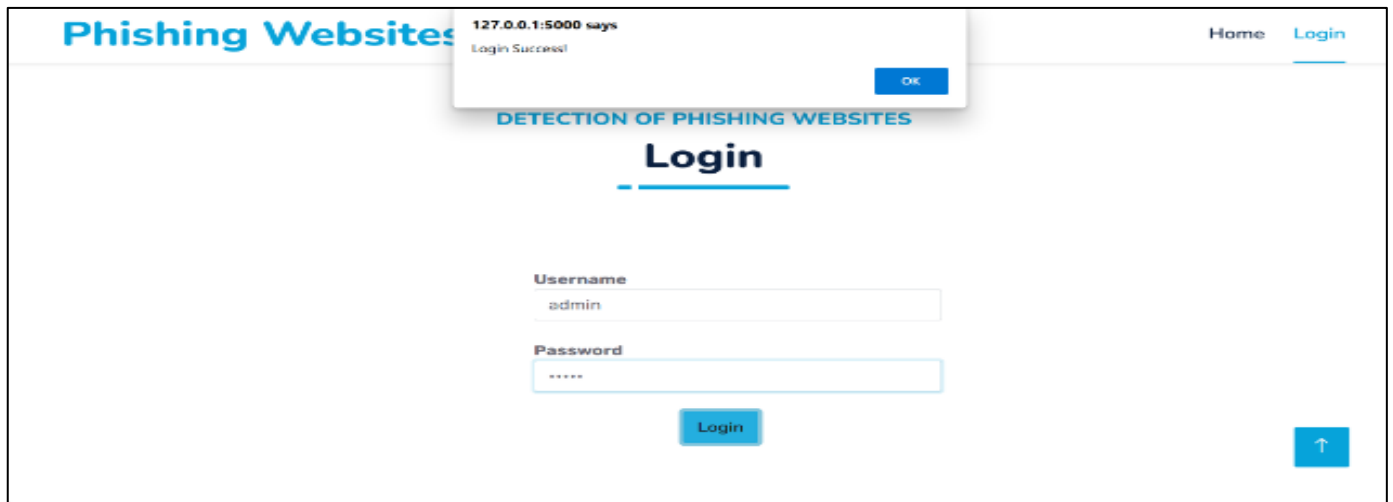 Phishing Websites
127.0.0.1:5000 says
Login Success!
OK
Home Login
DETECTION OF PHISHING WEBSITES
Login
Username
admin
Password
•••••
Login
↑